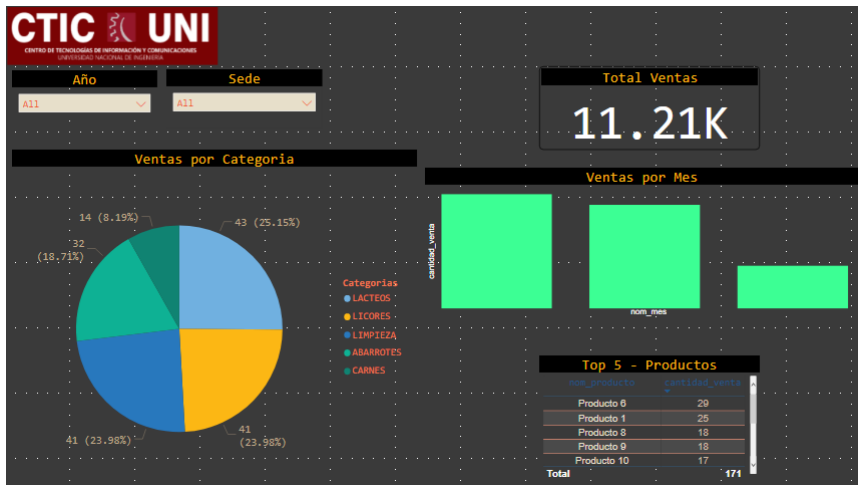 CTIC UNI
CENTRO DE TECNOLOGÍAS DE INFORMACIÓN Y COMUNICACIONES
UNIVERSIDAD NACIONAL DE INGENIERIA
Año
Sede
All
All
Total Ventas
11.21K
Ventas por Categoria
14 (8.19%)
43 (25.15%)
32
(18.71%)
41 (23.98%)
41
(23.98%)
Categorias
LACTEOS
LICORES
LIMPIEZA
ABARROTES
CARNES
Ventas por Mes
cantidad_venta
nom_mes
Top 5 - Productos
nom_producto cantidad_venta
Producto 6 29
Producto 1 25
Producto 8 18
Producto 9 18
Producto 10 17
Total 171